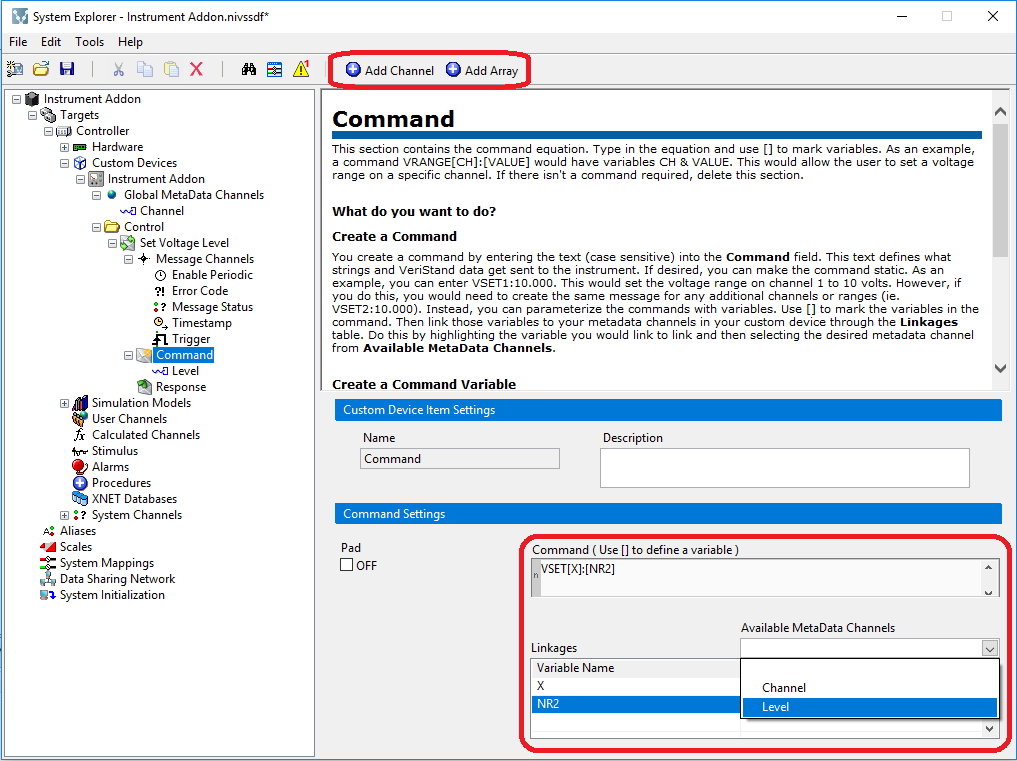 System Explorer - Instrument Addon.nivssdf*
File Edit Tools Help
Add Channel Add Array
Instrument Addon
Targets
Controller
Hardware
Custom Devices
Instrument Addon
Global MetaData Channels
Channel
Control
Set Voltage Level
Message Channels
Enable Periodic
Error Code
Message Status
Timestamp
Trigger
Command
Level
Response
Simulation Models
User Channels
Calculated Channels
Stimulus
Alarms
Procedures
XNET Databases
System Channels
Aliases
Scales
System Mappings
Data Sharing Network
System Initialization
Command
This section contains the command equation. Type in the equation and use [] to mark variables. As an example,
a command VRANGE[CH]:[VALUE] would have variables CH & VALUE. This would allow the user to set a voltage
range on a specific channel. If there isn't a command required, delete this section.
What do you want to do?
Create a Command
You create a command by entering the text (case sensitive) into the Command field. This text defines what
strings and VeriStand data get sent to the instrument. If desired, you can make the command static. As an
example, you can enter VSET1:10.000. This would set the voltage range on channel 1 to 10 volts. However, if
you do this, you would need to create the same message for any additional channels or ranges (ie.
VSET2:10.000). Instead, you can parameterize the commands with variables. Use [] to mark the variables in the
command. Then link those variables to your metadata channels in your custom device through the Linkages
table. Do this by highlighting the variable you would link to and then selecting the desired metadata channel
from Available MetaData Channels.
Create a Command Variable
Custom Device Item Settings
Name Description
Command
Command Settings
Pad
OFF
Command ( Use [] to define a variable )
n VSET[X]:[NR2]
Available MetaData Channels
Linkages
Variable Name
X
NR2
Channel
Level